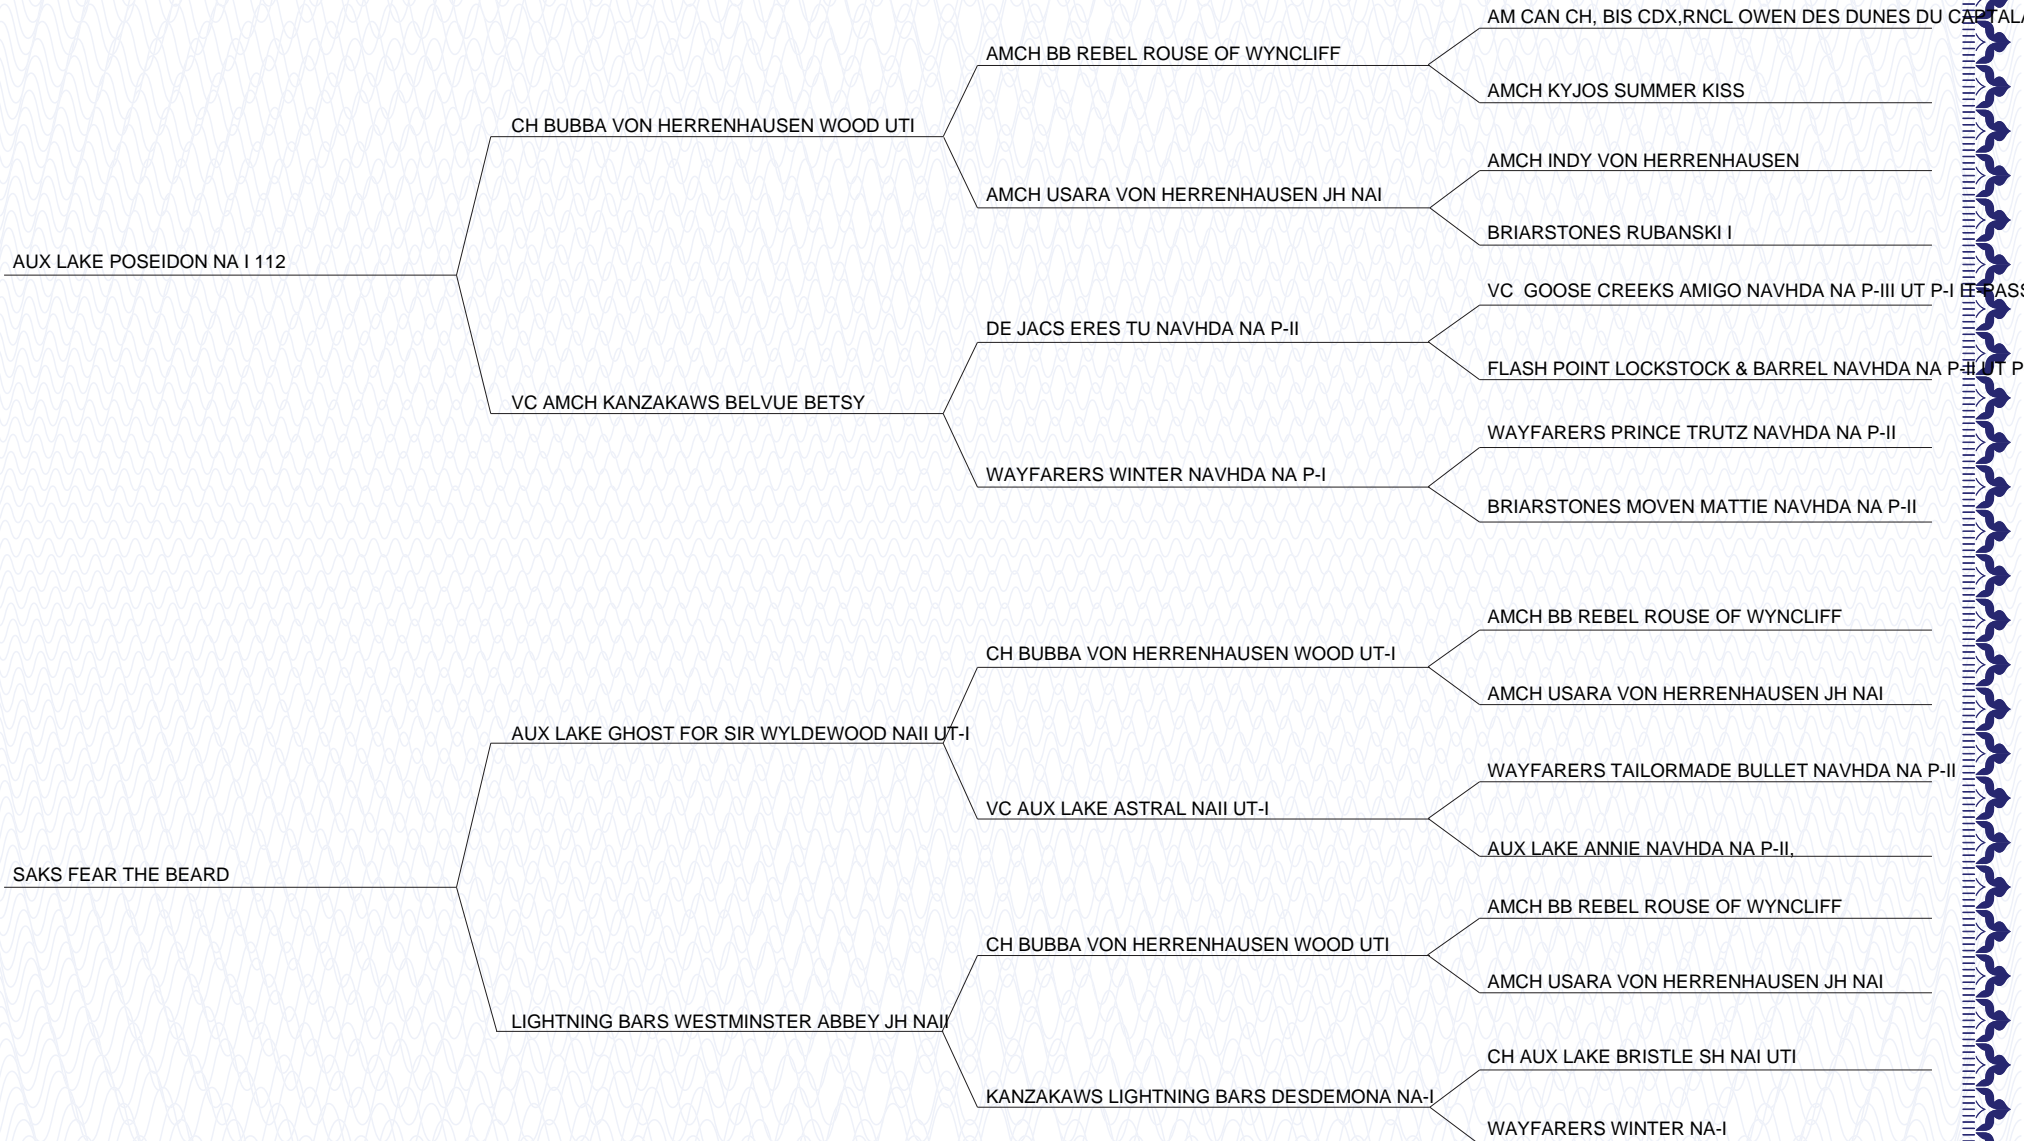 AM CAN CH, BIS CDX,RNCL OWEN DES DUNES DU CAPTALA
AMCH BB REBEL ROUSE OF WYNCLIFF
AMCH KYJOS SUMMER KISS
CH BUBBA VON HERRENHAUSEN WOOD UTI
AMCH INDY VON HERRENHAUSEN
AMCH USARA VON HERRENHAUSEN JH NAI
BRIARSTONES RUBANSKI I
AUX LAKE POSEIDON NA I 112
VC  GOOSE CREEKS AMIGO NAVHDA NA P-III UT P-I IT-PASS
DE JACS ERES TU NAVHDA NA P-II
FLASH POINT LOCKSTOCK & BARREL NAVHDA NA P-II UT P
VC AMCH KANZAKAWS BELVUE BETSY
WAYFARERS PRINCE TRUTZ NAVHDA NA P-II
WAYFARERS WINTER NAVHDA NA P-I
BRIARSTONES MOVEN MATTIE NAVHDA NA P-II
AMCH BB REBEL ROUSE OF WYNCLIFF
CH BUBBA VON HERRENHAUSEN WOOD UT-I
AMCH USARA VON HERRENHAUSEN JH NAI
AUX LAKE GHOST FOR SIR WYLDEWOOD NAII UT-I
WAYFARERS TAILORMADE BULLET NAVHDA NA P-II
VC AUX LAKE ASTRAL NAII UT-I
AUX LAKE ANNIE NAVHDA NA P-II,
SAKS FEAR THE BEARD
AMCH BB REBEL ROUSE OF WYNCLIFF
CH BUBBA VON HERRENHAUSEN WOOD UTI
AMCH USARA VON HERRENHAUSEN JH NAI
LIGHTNING BARS WESTMINSTER ABBEY JH NAII
CH AUX LAKE BRISTLE SH NAI UTI
KANZAKAWS LIGHTNING BARS DESDEMONA NA-I
WAYFARERS WINTER NA-I